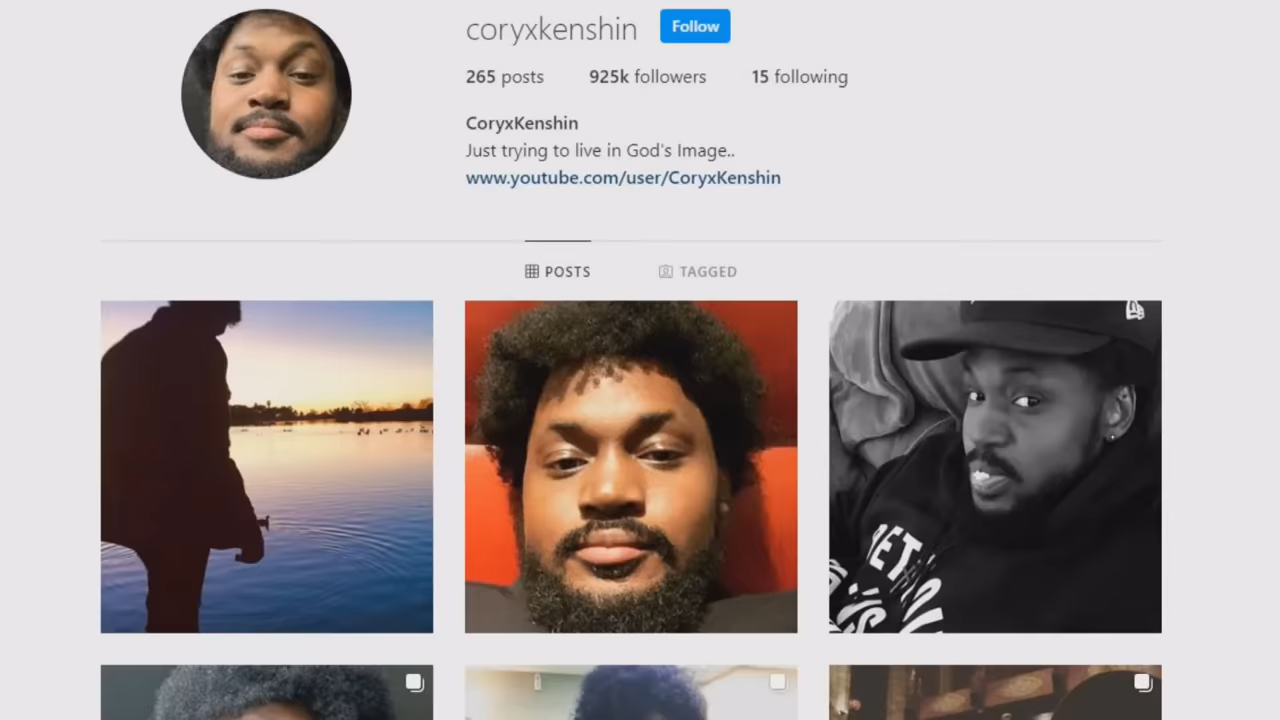 coryxkenshin Follow
265 posts 925k followers 15 following
CoryxKenshin
Just trying to live in God's Image..
www.youtube.com/user/CoryxKenshin
POSTS TAGGED